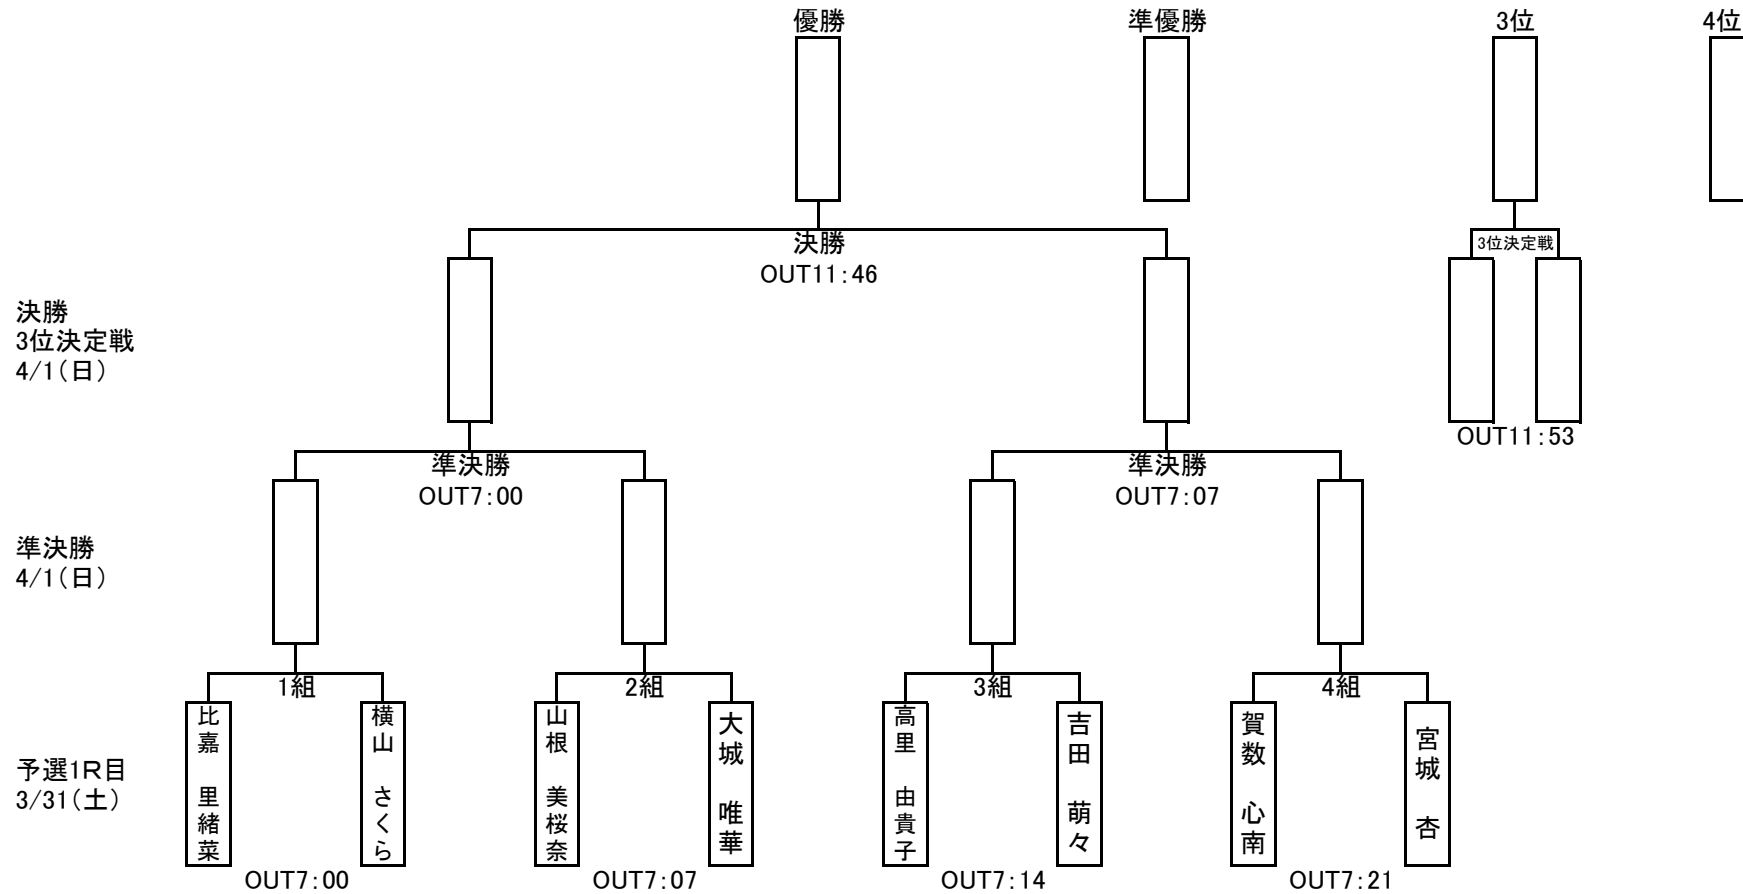 優勝
準優勝
3位
4位
決勝
OUT11:46
3位決定戦
決勝
3位決定戦
4/1(日)
OUT11:53
準決勝
OUT7:00
準決勝
OUT7:07
準決勝
4/1(日)
1組
2組
3組
4組
予選1R目
3/31(土)
比嘉　里緒菜
横山　さくら
山根　美桜奈
大城　唯華
高里　由貴子
吉田　萌々
賀数　心南
宮城　杏
OUT7:00
OUT7:07
OUT7:14
OUT7:21